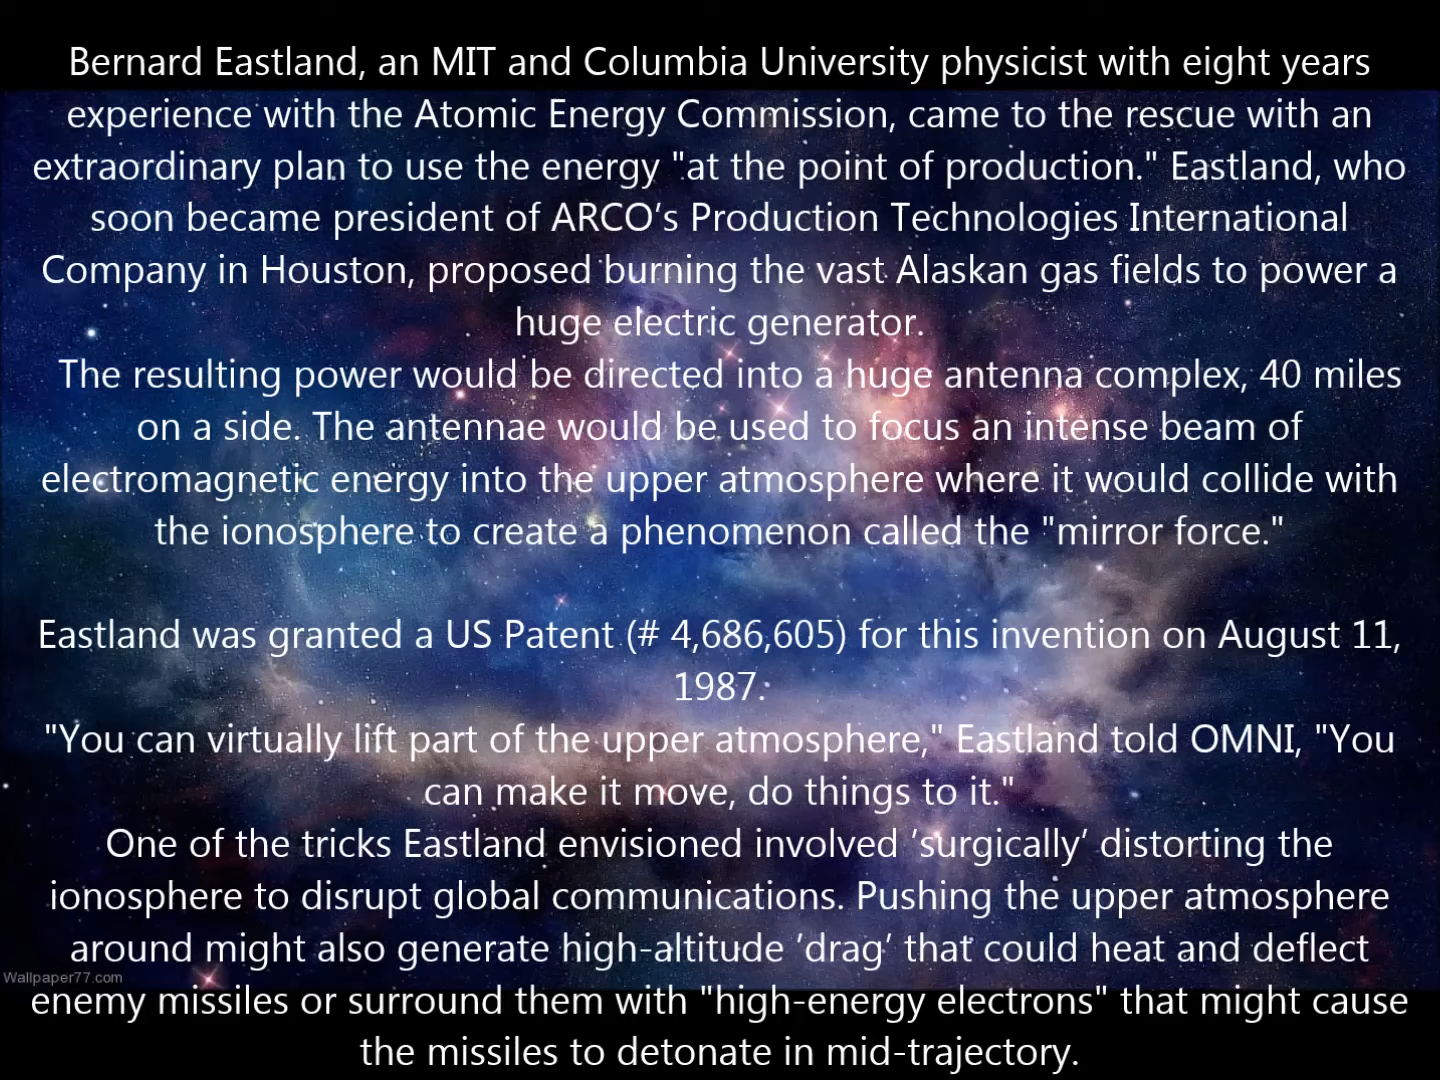 Bernard Eastland, an MIT and Columbia University physicist with eight years
experience with the Atomic Energy Commission, came to the rescue with an
extraordinary plan to use the energy "at the point of production." Eastland, who
soon became president of ARCO's Production Technologies International
Company in Houston, proposed burning the vast Alaskan gas fields to power a
huge electric generator.
The resulting power would be directed into a huge antenna complex, 40 miles
on a side. The antennae would be used to focus an intense beam of
electromagnetic energy into the upper atmosphere where it would collide with
the ionosphere to create a phenomenon called the "mirror force."
Eastland was granted a US Patent (# 4,686,605) for this invention on August 11,
1987.
"You can virtually lift part of the upper atmosphere," Eastland told OMNI, "You
can make it move, do things to it."
One of the tricks Eastland envisioned involved 'surgically' distorting the
ionosphere to disrupt global communications. Pushing the upper atmosphere
around might also generate high-altitude 'drag' that could heat and deflect
Wallpaper77.com
enemy missiles or surround them with "high-energy electrons" that might cause
the missiles to detonate in mid-trajectory.